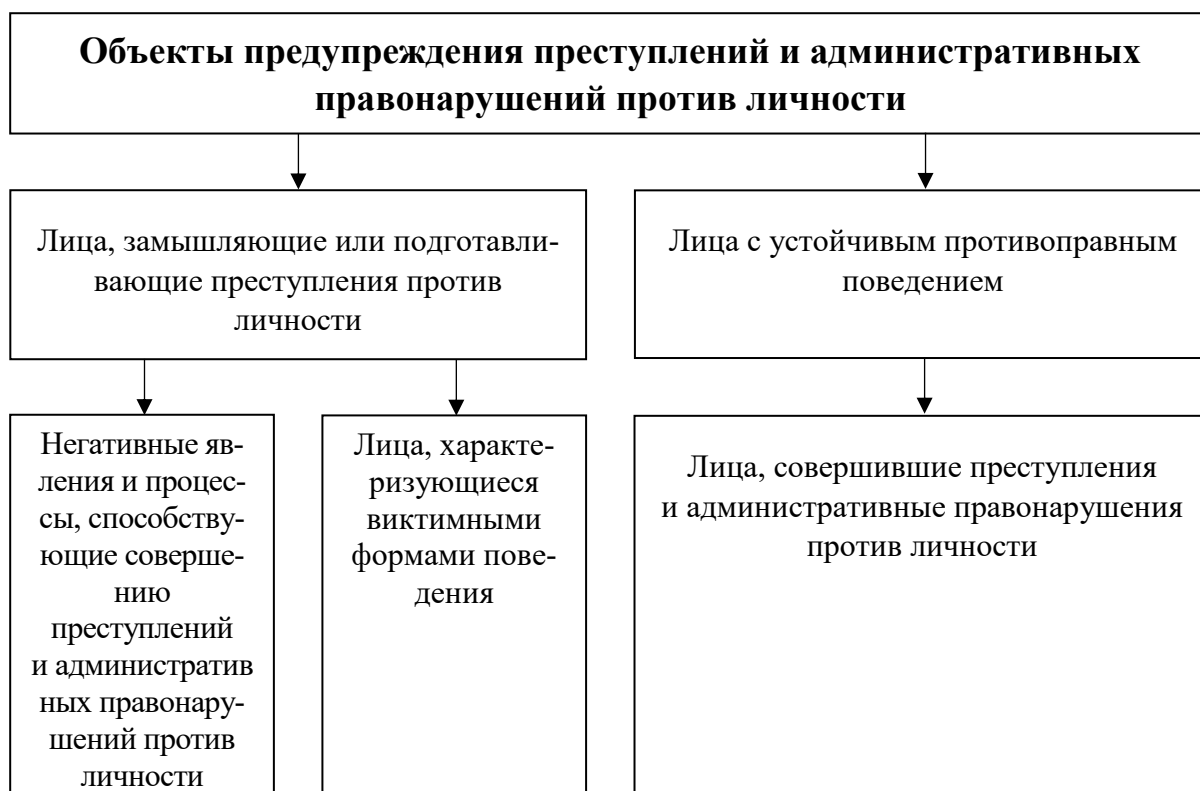 Объекты предупреждения преступлений и административных
правонарушений против личности
Лица, замышляющие или подготавли-
вающие преступления против
личности
Лица с устойчивым противоправным
поведением
Негативные яв-
ления и процес-
сы, способству-
ющие соверше-
нию
преступлений
и административ
ных правонару-
шений против
личности
Лица, характе-
ризующиеся
виктимными
формами пове-
дения
Лица, совершившие преступления
и административные правонарушения
против личности